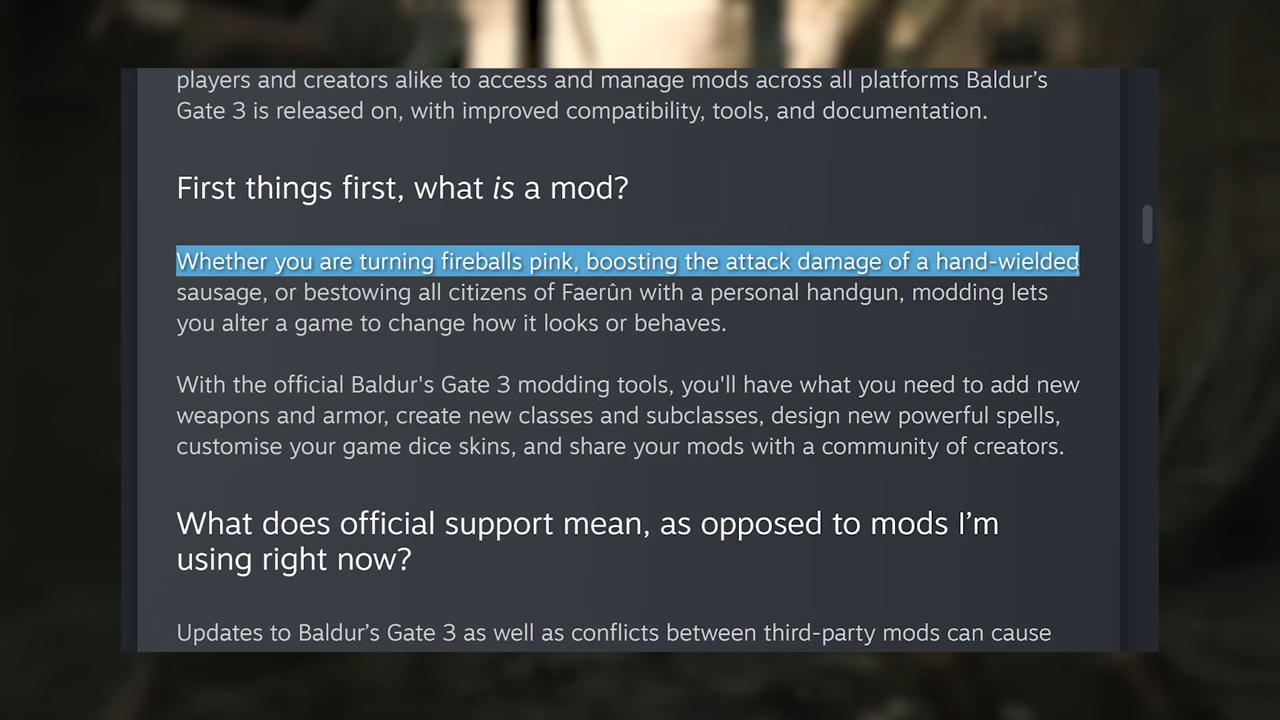 players and creators alike to access and manage mods across all platforms Baldur’s
Gate 3 is released on, with improved compatibility, tools, and documentation.
First things first, what is a mod?
Whether you are turning fireballs pink, boosting the attack damage of a hand-wielded
sausage, or bestowing all citizens of Faerûn with a personal handgun, modding lets
you alter a game to change how it looks or behaves.
With the official Baldur's Gate 3 modding tools, you'll have what you need to add new
weapons and armor, create new classes and subclasses, design new powerful spells,
customise your game dice skins, and share your mods with a community of creators.
What does official support mean, as opposed to mods I’m
using right now?
Updates to Baldur’s Gate 3 as well as conflicts between third-party mods can cause